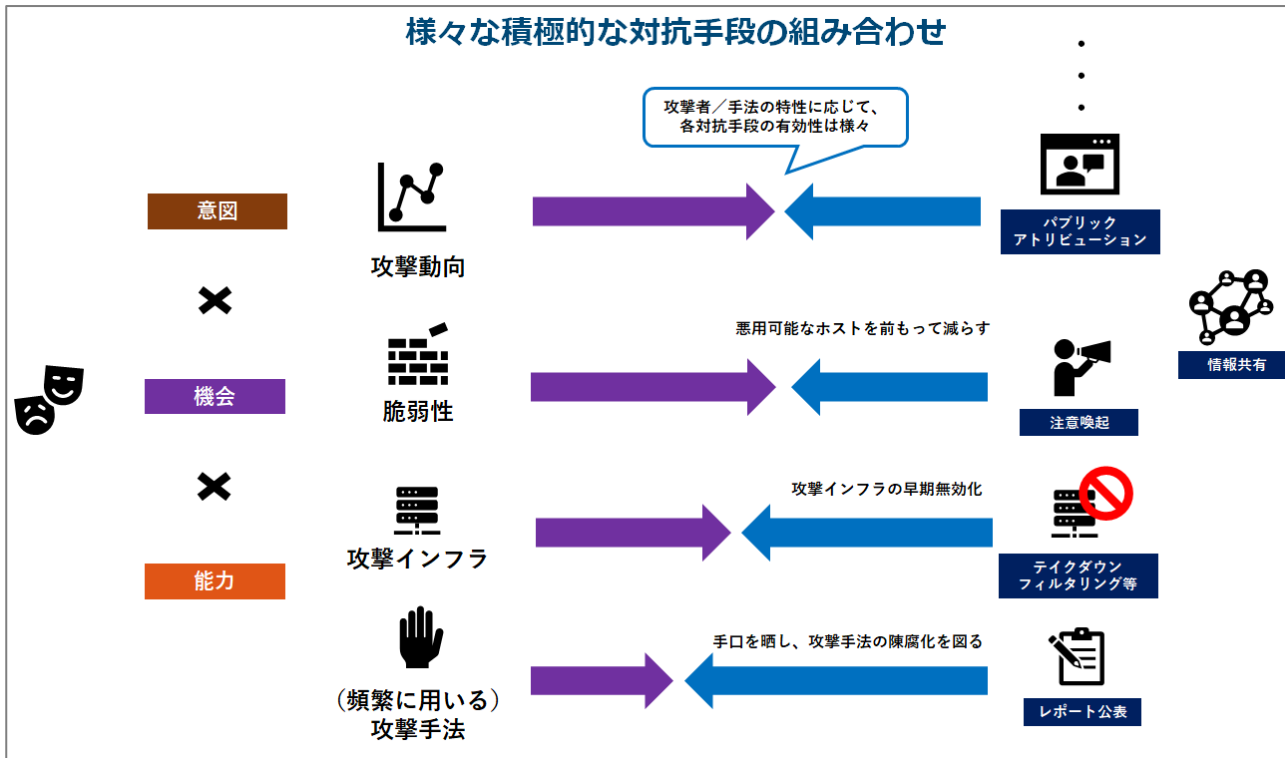 様々な積極的な対抗手段の組み合わせ
攻撃者／手法の特性に応じて、
各対抗手段の有効性は様々
意図
攻撃動向
パブリック
アトリビューション
悪用可能なホストを前もって減らす
情報共有
機会
脆弱性
注意喚起
攻撃インフラの早期無効化
攻撃インフラ
能力
テイクダウン
フィルタリング等
手口を晒し、攻撃手法の陳腐化を図る
（頻繁に用いる）
攻撃手法
レポート公表